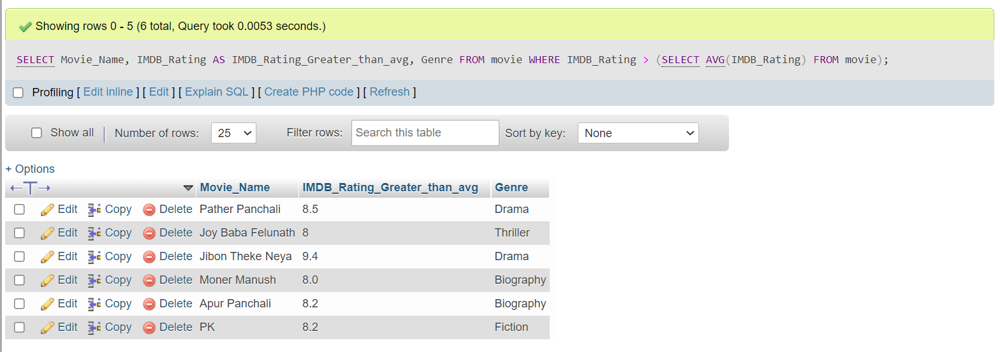 Showing rows 0 - 5 (6 total, Query took 0.0053 seconds.)
SELECT Movie_Name, IMDB_Rating AS IMDB_Rating_Greater_than_avg, Genre FROM movie WHERE IMDB_Rating > (SELECT AVG(IMDB_Rating) FROM movie);
Profiling [ Edit inline ] [ Edit ] [ Explain SQL ] [ Create PHP code ] [ Refresh ]
Show all Number of rows: 25 Filter rows: Search this table Sort by key: None
+ Options
Movie_Name IMDB_Rating_Greater_than_avg Genre
Edit Copy Delete Pather Panchali 8.5 Drama
Edit Copy Delete Joy Baba Felunath 8 Thriller
Edit Copy Delete Jibon Theke Neya 9.4 Drama
Edit Copy Delete Moner Manush 8.0 Biography
Edit Copy Delete Apur Panchali 8.2 Biography
Edit Copy Delete PK 8.2 Fiction